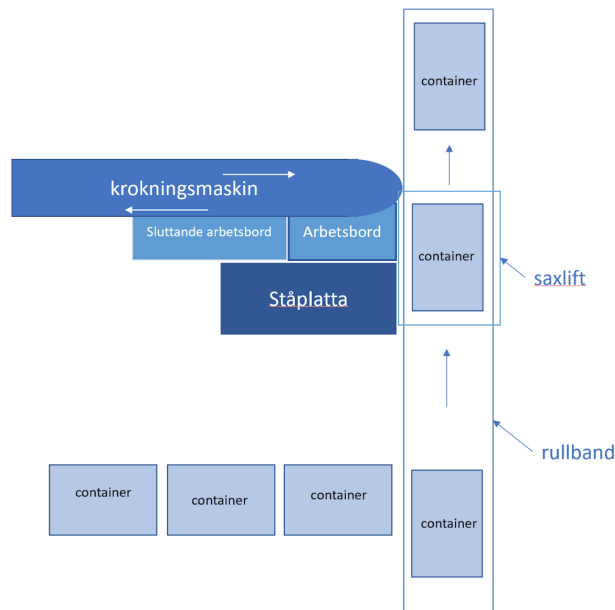 container
krokningsmaskin
Sluttande arbetsbord
Arbetsbord
container
saxlift
Ståplatta
rullband
container
container
container
container